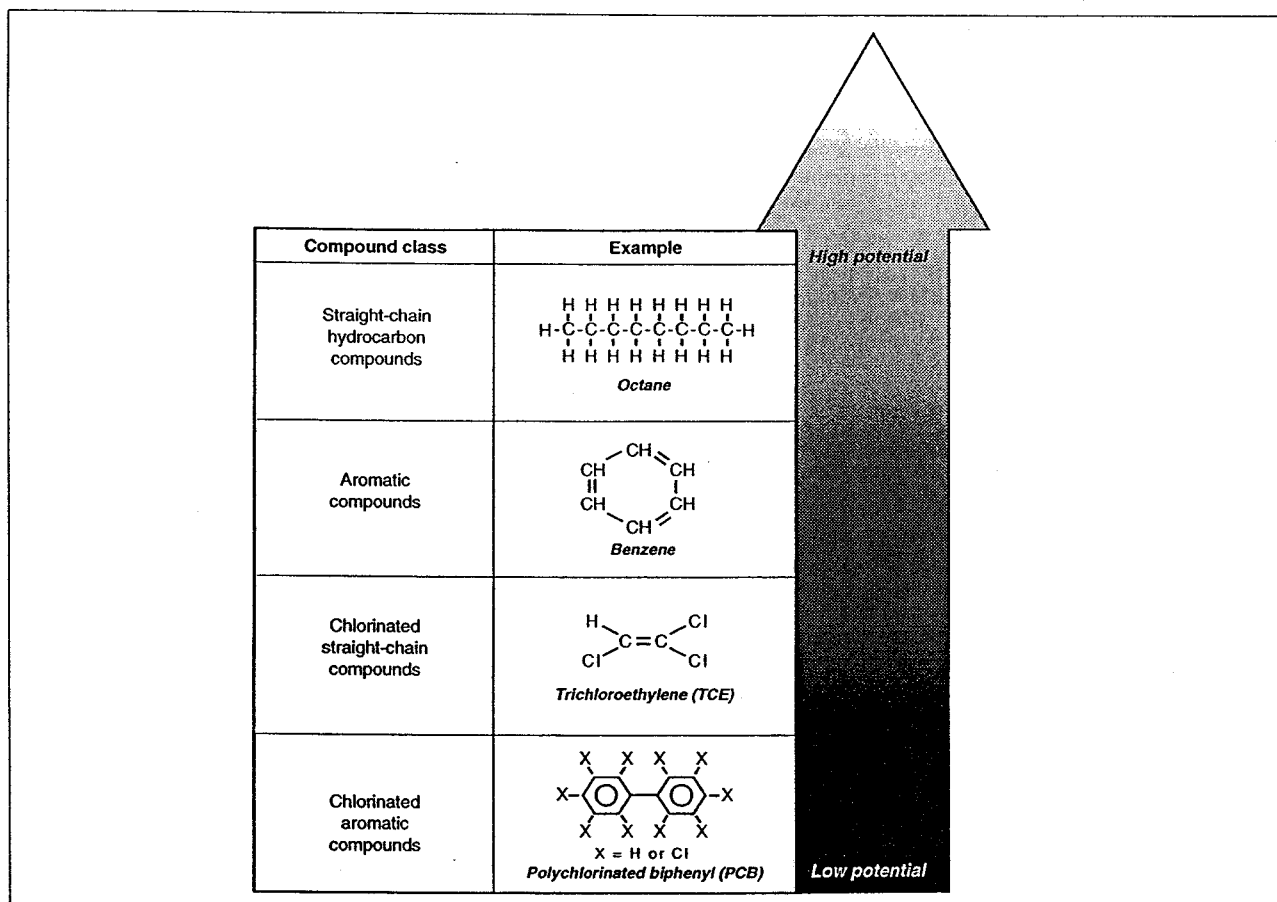 Compound class
Example
High potential
Straight-chain
hydrocarbon
compounds
H H H H H H H H
H-C-C-C-C-C-C-C-C-H
H H H H H H H H
Octane
Aromatic
compounds
CH
CH CH
CH CH
CH
Benzene
Chlorinated
straight-chain
compounds
H Cl
C=C
Cl Cl
Trichloroethylene (TCE)
Chlorinated
aromatic
compounds
X X X X
X- -X
X X X X
X = H or Cl
Polychlorinated biphenyl (PCB)
Low potential